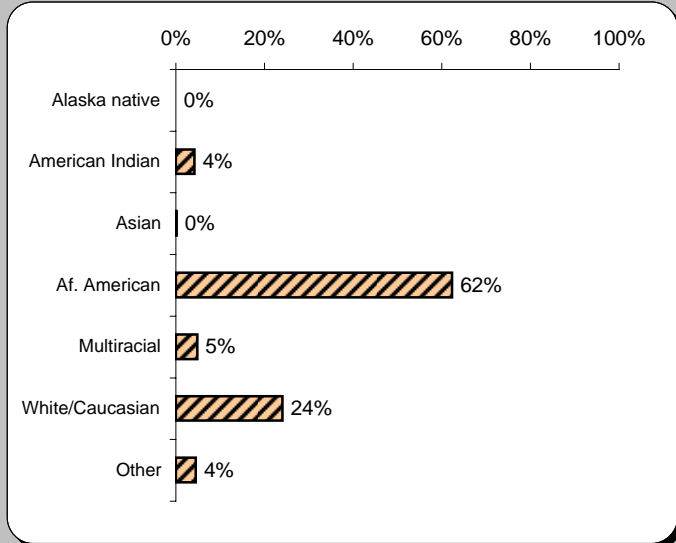 0% 20% 40% 60% 80% 100%
Alaska native 0%
American Indian 4%
Asian 0%
Af. American 62%
Multiracial 5%
White/Caucasian 24%
Other 4%